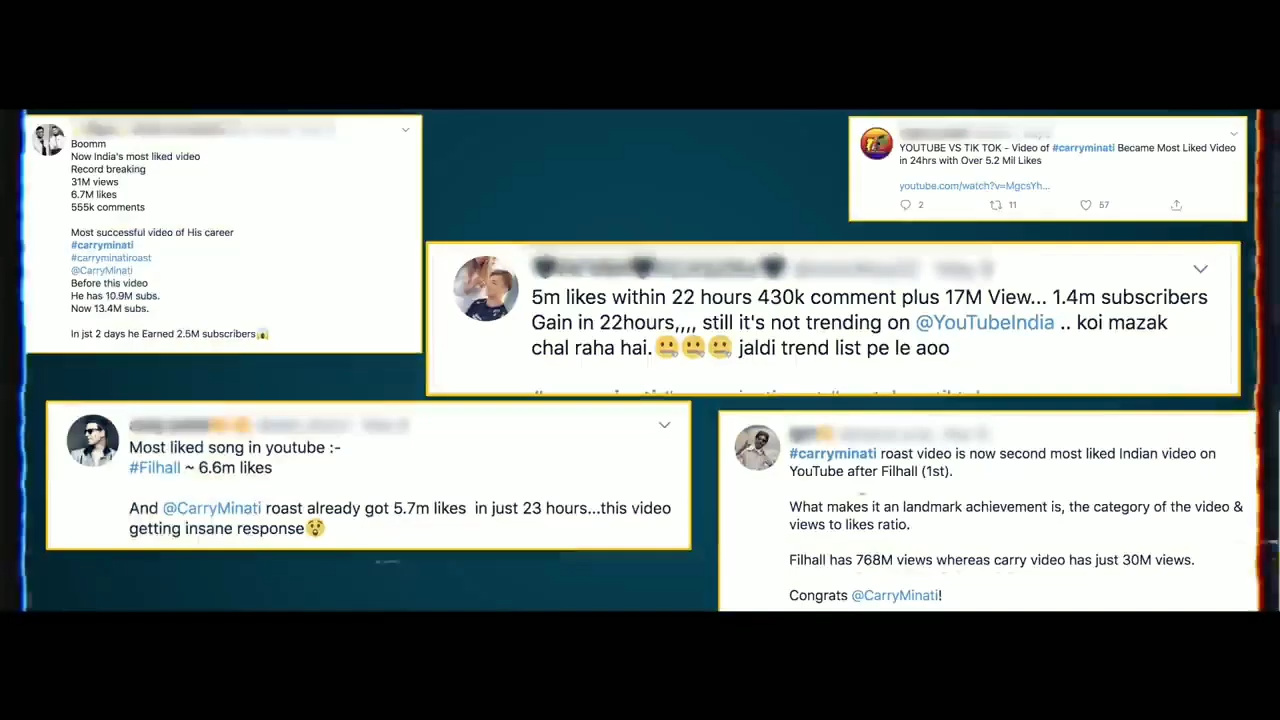 Boomm
Now India's most liked video
Record breaking
31M views
6.7M likes
555k comments
Most successful video of His career
#carryminati
#carryminatiroast
@CarryMinati
Before this video
He has 10.9M subs.
Now 13.4M subs.
In jst 2 days he Earned 2.5M subscribers😱
YOUTUBE VS TIK TOK - Video of #carryminati Became Most Liked Video
in 24hrs with Over 5.2 Mil Likes
youtube.com/watch?v=MgcsYh...
2 11 57
5m likes within 22 hours 430k comment plus 17M View... 1.4m subscribers
Gain in 22hours,,,, still it's not trending on @YouTubeIndia .. koi mazak
chal raha hai.🤐🤐🤐 jaldi trend list pe le aoo
Most liked song in youtube :-
#Filhall ~ 6.6m likes
And @CarryMinati roast already got 5.7m likes in just 23 hours...this video
getting insane response😲
#carryminati roast video is now second most liked Indian video on
YouTube after Filhall (1st).
What makes it an landmark achievement is, the category of the video &
views to likes ratio.
Filhall has 768M views whereas carry video has just 30M views.
Congrats @CarryMinati!